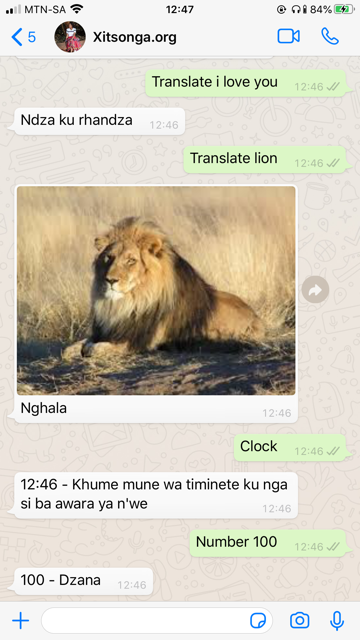 MTN-SA 12:47 84%
5 Xitsonga.org
Translate i love you 12:46
Ndza ku rhandza 12:46
Translate lion 12:46
Nghala 12:46
Clock 12:46
12:46 - Khume mune wa timinete ku nga
si ba awara ya n'we 12:46
Number 100 12:46
100 - Dzana 12:46